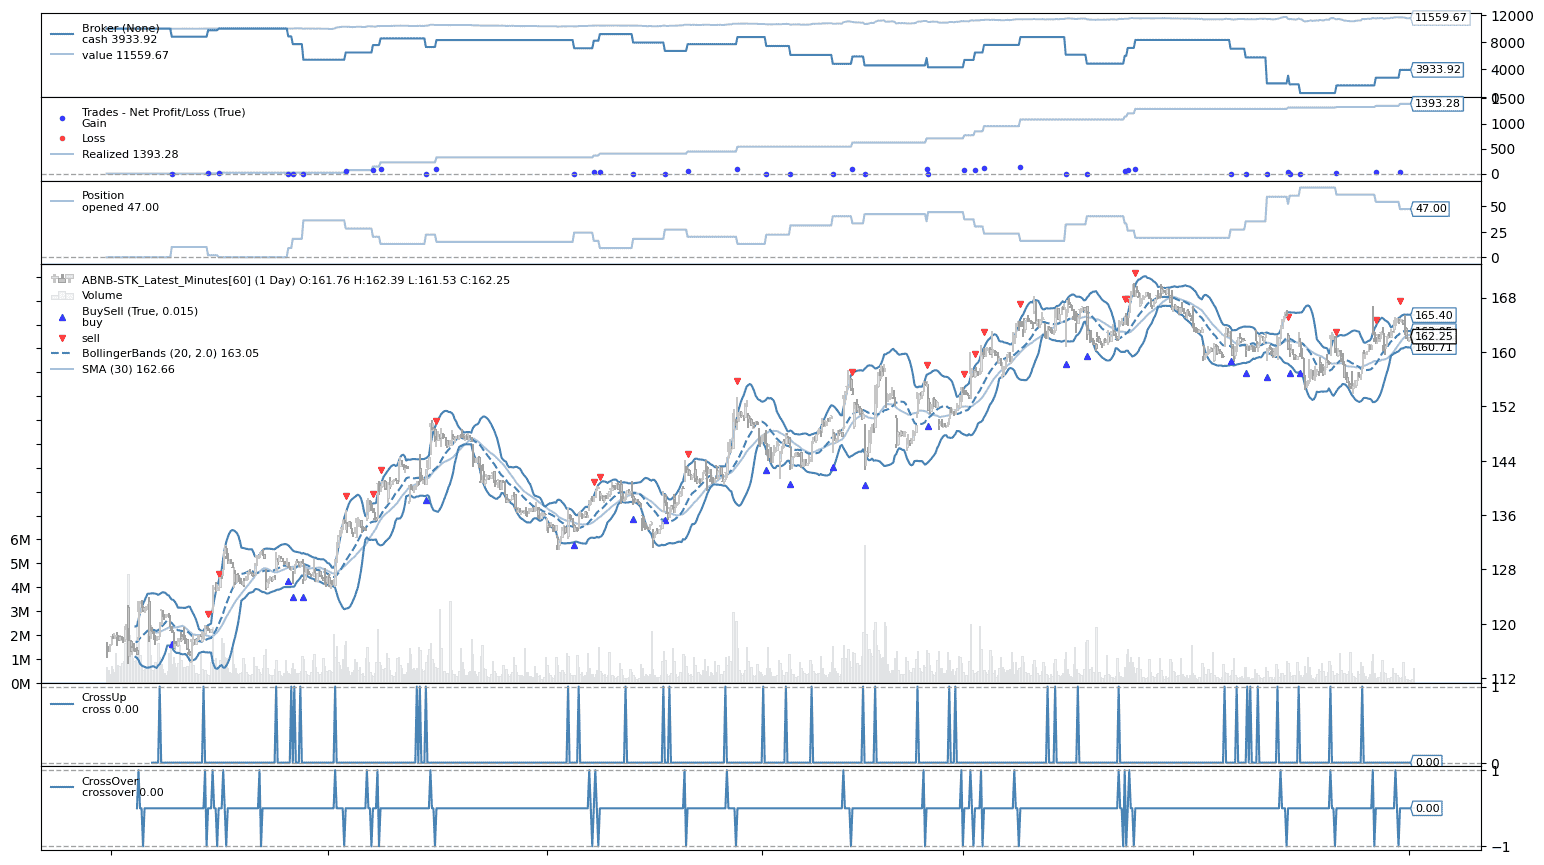 Broker (None)
cash 3933.92
value 11559.67
11559.67
12000
8000
4000
3933.92
0
Trades - Net Profit/Loss (True)
Gain
Loss
Realized 1393.28
1500
1393.28
1000
500
0
Position
opened 47.00
50
47.00
25
0
ABNB-STK_Latest_Minutes[60] (1 Day) O:161.76 H:162.39 L:161.53 C:162.25
Volume
BuySell (True, 0.015)
buy
sell
BollingerBands (20, 2.0) 163.05
SMA (30) 162.66
168
165.40
162.25
160.71
160
152
144
136
128
120
112
6M
5M
4M
3M
2M
1M
0M
CrossUp
cross 0.00
1
0.00
0
CrossOver
crossover 0.00
1
0.00
−1